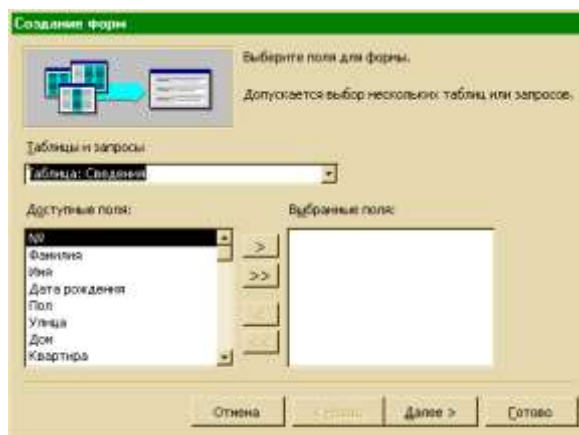 Создание форм
Выберите поля для формы.
Допускается выбор нескольких таблиц или запросов.
Таблицы и запросы
Таблица: Сведения
Доступные поля:
Выбранные поля:
№
Фамилия
Имя
Дата рождения
Пол
Улица
Дом
Квартира
>
>>
<
<<
Отмена
< Назад
Далее >
Готово